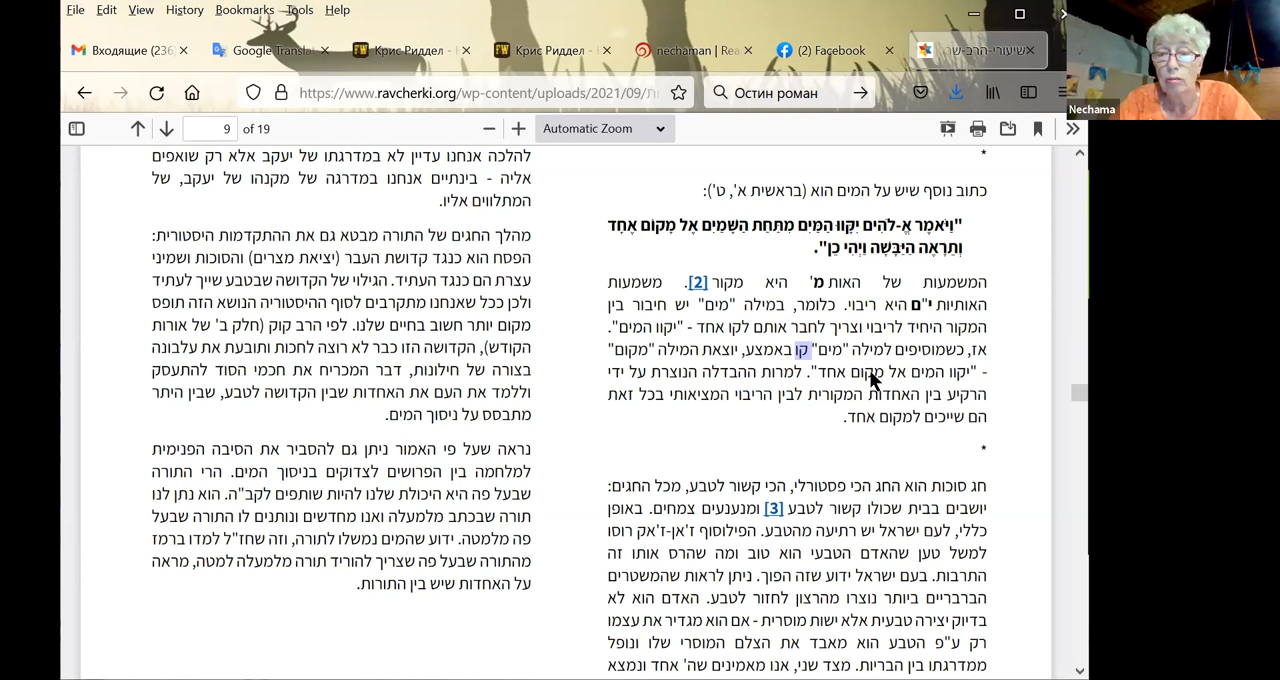 File Edit View History Bookmarks Tools Help
Входящие (236
Google Transla
Крис Риддел -
Крис Риддел -
nechaman | Rea
(2) Facebook
שיעורי-הרב-שר
https://www.ravcherki.org/wp-content/uploads/2021/09/
Остин роман
Nechama
9 of 19
Automatic Zoom
*
כתוב נוסף שיש על המים הוא (בראשית א', ט'):
"וַיֹּאמֶר אֱ-לֹהִים יִקָּווּ הַמַּיִם מִתַּחַת הַשָּׁמַיִם אֶל מָקוֹם אֶחָד
וְתֵרָאֶה הַיַּבָּשָׁה וַיְהִי כֵן".
המשמעות של האות מ' היא מקור [2]. משמעות
האותיות י"ם היא ריבוי. כלומר, במילה "מים" יש חיבור בין
המקור היחיד לריבוי וצריך לחבר אותם לקו אחד - "יקוו המים".
אז, כשמוסיפים למילה "מים" קו באמצע, יוצאת המילה "מקום"
- "יקוו המים אל מקום אחד". למרות ההבדלה הנוצרת על ידי
הרקיע בין האחדות המקורית לבין הריבוי המציאותי בכל זאת
הם שייכים למקום אחד.
*
חג סוכות הוא החג הכי פסטורלי, הכי קשור לטבע, מכל החגים:
יושבים בבית שכולו קשור לטבע [3] ומנענעים צמחים. באופן
כללי, לעם ישראל יש רתיעה מהטבע. הפילוסוף ז'אן-ז'אק רוסו
למשל טען שהאדם הטבעי הוא טוב ומה שהרס אותו זה
התרבות. בעם ישראל ידוע שזה הפוך. ניתן לראות שהמשטרים
הברבריים ביותר נוצרו מהרצון לחזור לטבע. האדם הוא לא
בדיוק יצירה טבעית אלא ישות מוסרית - אם הוא מגדיר את עצמו
רק ע"פ הטבע הוא מאבד את הצלם המוסרי שלו ונופל
ממדרגתו בין הבריות. מצד שני, אנו מאמינים שה' אחד ונמצא
להלכה אנחנו עדיין לא במדרגתו של יעקב אלא רק שואפים
אליה - בינתיים אנחנו במדרגה של מקנהו של יעקב, של
המתלווים אליו.
מהלך החגים של התורה מבטא גם את ההתקדמות היסטורית:
הפסח הוא כנגד קדושת העבר (יציאת מצרים) והסוכות ושמיני
עצרת הם כנגד העתיד. הגילוי של הקדושה שבטבע שייך לעתיד
ולכן ככל שאנחנו מתקרבים לסוף ההיסטוריה הנושא הזה תופס
מקום יותר חשוב בחיים שלנו. לפי הרב קוק (חלק ב' של אורות
הקודש), הקדושה הזו כבר לא רוצה לחכות ותובעת את עלבונה
בצורה של חילונות, דבר המכריח את חכמי הסוד להתעסק
וללמד את העם את האחדות שבין הקדושה לטבע, שבין היתר
מתבסס על ניסוך המים.
נראה שעל פי האמור ניתן גם להסביר את הסיבה הפנימית
למלחמה בין הפרושים לצדוקים בניסוך המים. הרי התורה
שבעל פה היא היכולת שלנו להיות שותפים לקב"ה. הוא נתן לנו
תורה שבכתב מלמעלה ואנו מחדשים ונותנים לו התורה שבעל
פה מלמטה. ידוע שהמים נמשלו לתורה, וזה שחז"ל למדו ברמז
מהתורה שבעל פה שצריך להוריד תורה מלמעלה למטה, מראה
על האחדות שיש בין התורות.